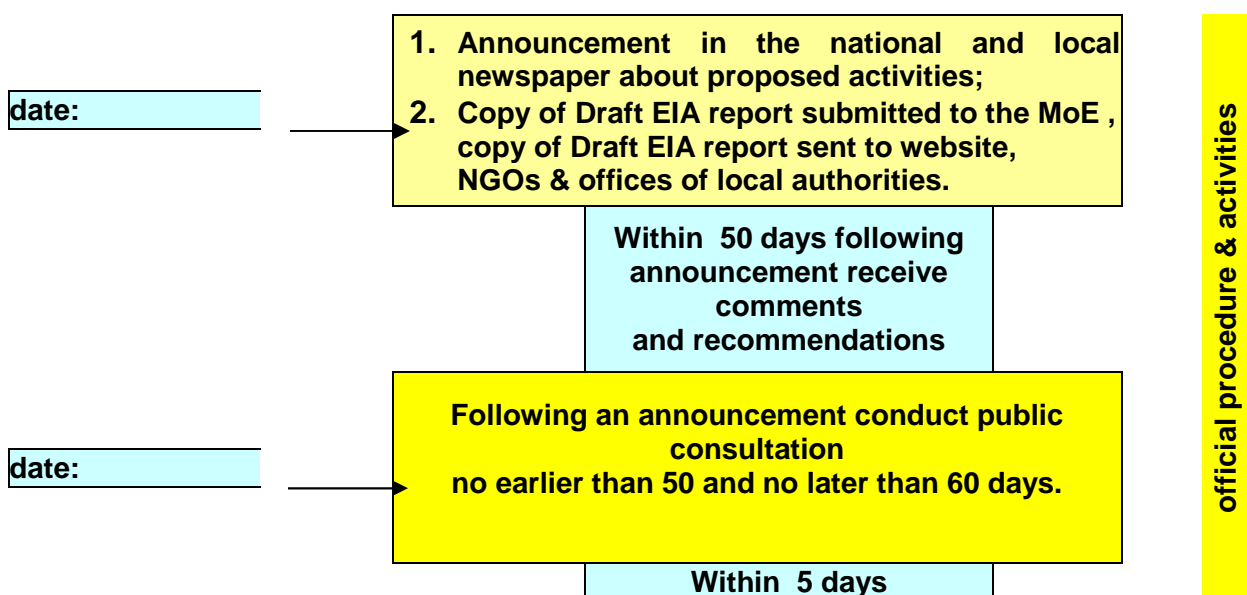 1. Announcement in the national and local
newspaper about proposed activities;
date:
2. Copy of Draft EIA report submitted to the MoE ,
copy of Draft EIA report sent to website,
NGOs & offices of local authorities.
Within 50 days following
announcement receive
comments
and recommendations
Following an announcement conduct public
consultation
date:
no earlier than 50 and no later than 60 days.
Within 5 days
official procedure & activities